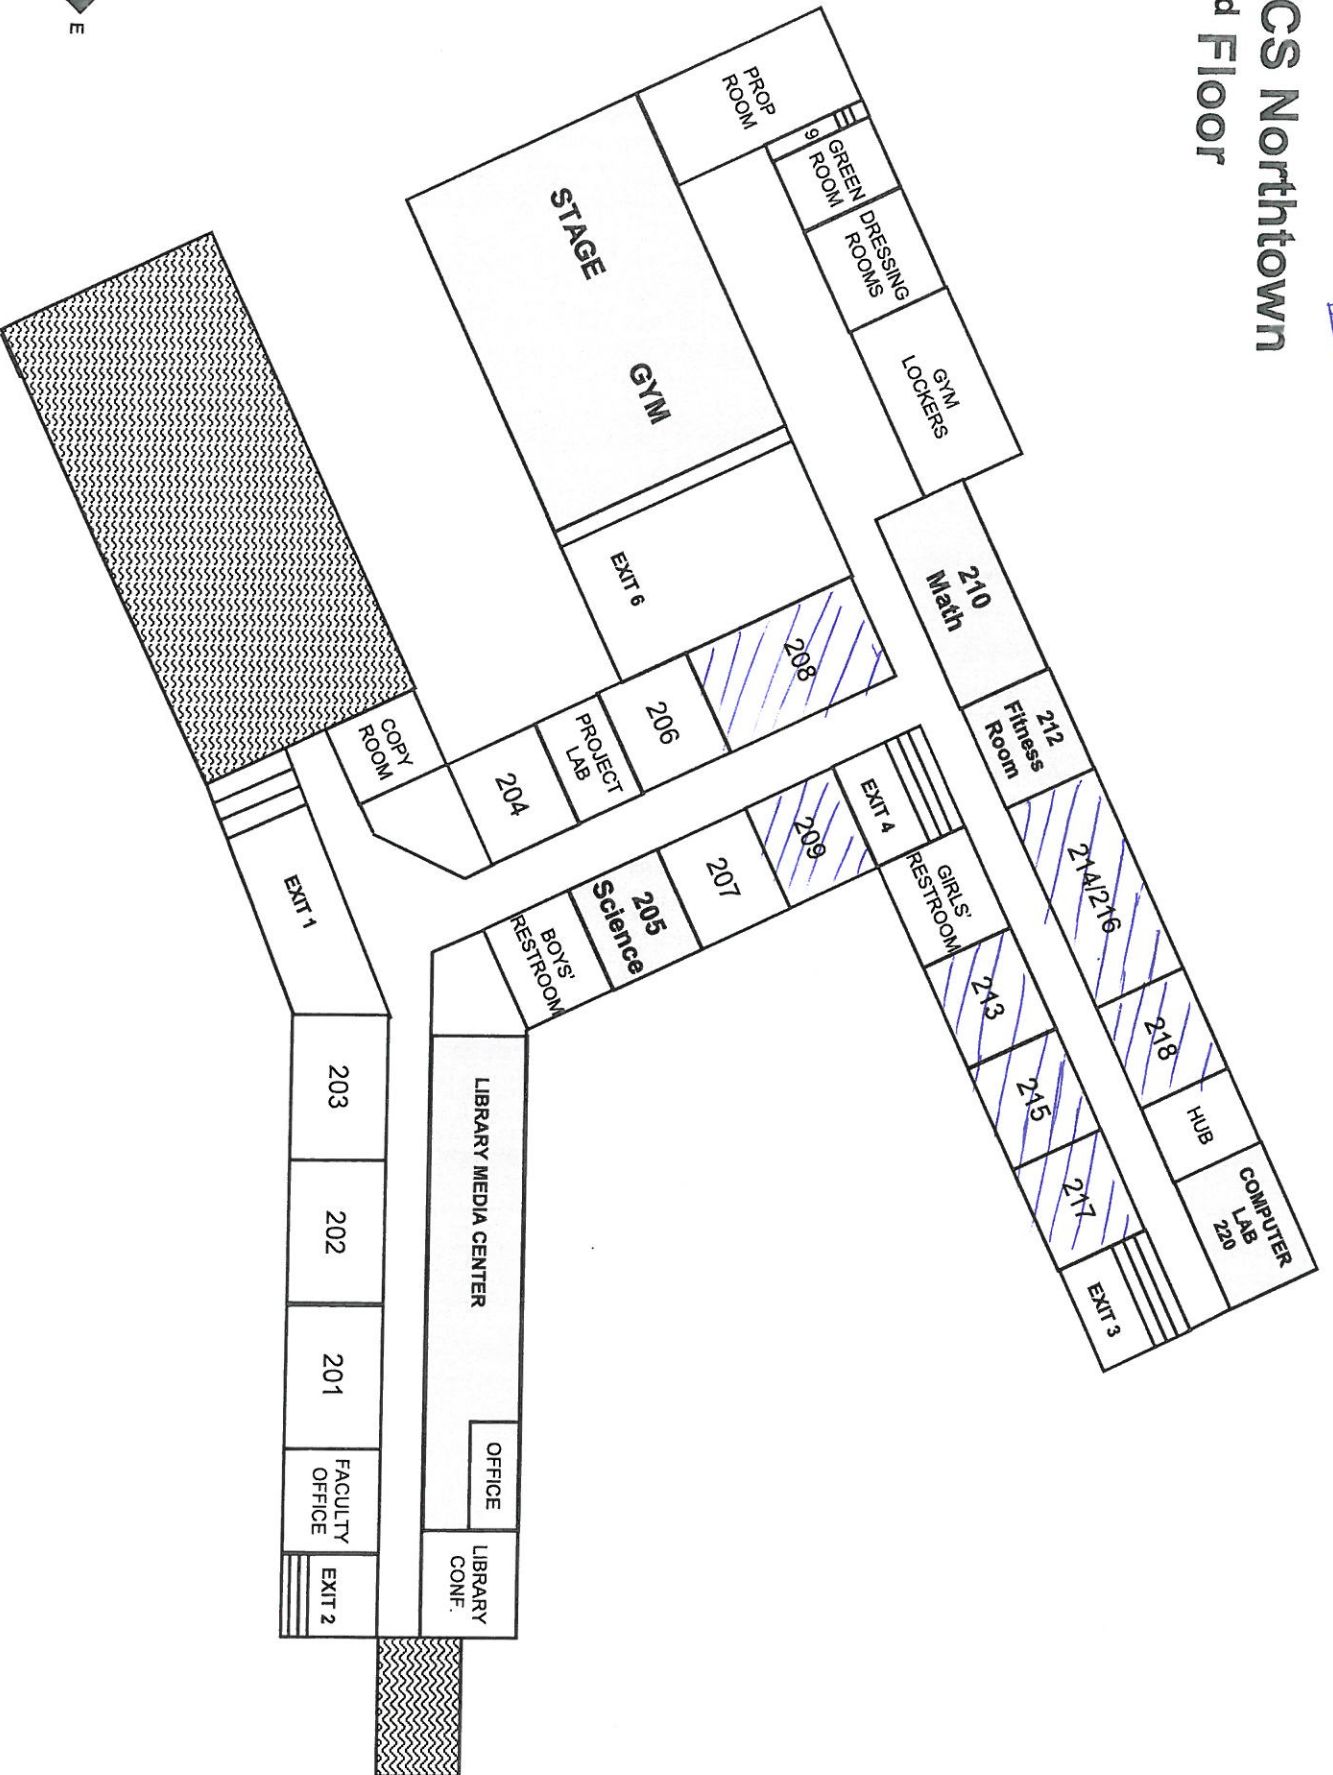 CS Northtown
d Floor
E
PROP
ROOM
GREEN
ROOM
DRESSING
ROOMS
GYM
LOCKERS
STAGE
GYM
EXIT 6
210
Math
212
Fitness
Room
214/216
218
HUB
COMPUTER
LAB
220
208
206
PROJECT
LAB
204
COPY
ROOM
EXIT 4
GIRLS'
RESTROOM
213
215
217
EXIT 3
209
207
205
Science
BOYS'
RESTROOM
EXIT 1
LIBRARY MEDIA CENTER
OFFICE
LIBRARY
CONF.
203
202
201
FACULTY
OFFICE
EXIT 2